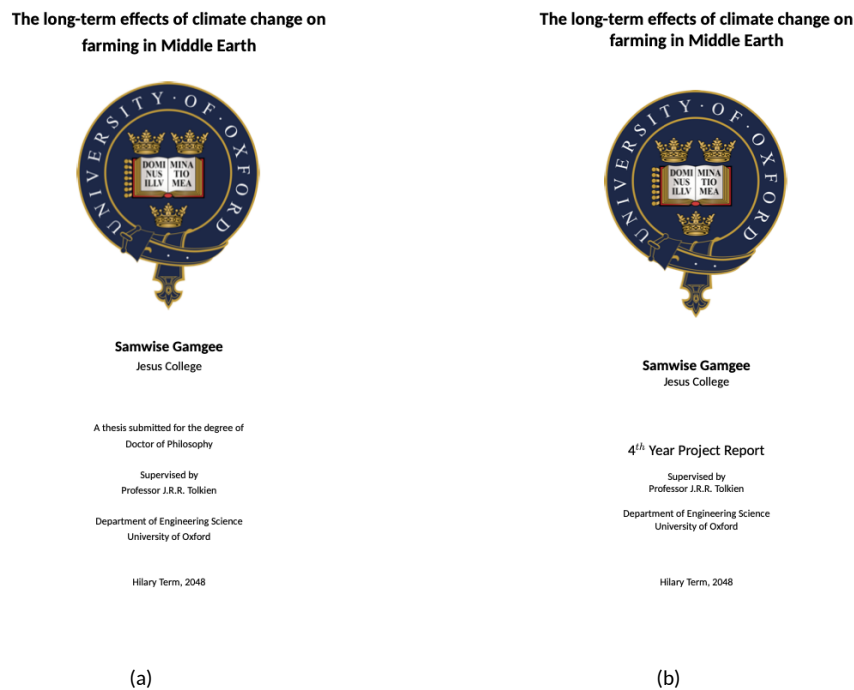 The long-term effects of climate change on
farming in Middle Earth
UNIVERSITY · OF · OXFORD
DOMI MINA
NUS TIO
ILLV MEA
Samwise Gamgee
Jesus College
A thesis submitted for the degree of
Doctor of Philosophy
Supervised by
Professor J.R.R. Tolkien
Department of Engineering Science
University of Oxford
Hilary Term, 2048
(a)
The long-term effects of climate change on
farming in Middle Earth
UNIVERSITY · OF · OXFORD
DOMI MINA
NUS TIO
ILLV MEA
Samwise Gamgee
Jesus College
4th Year Project Report
Supervised by
Professor J.R.R. Tolkien
Department of Engineering Science
University of Oxford
Hilary Term, 2048
(b)